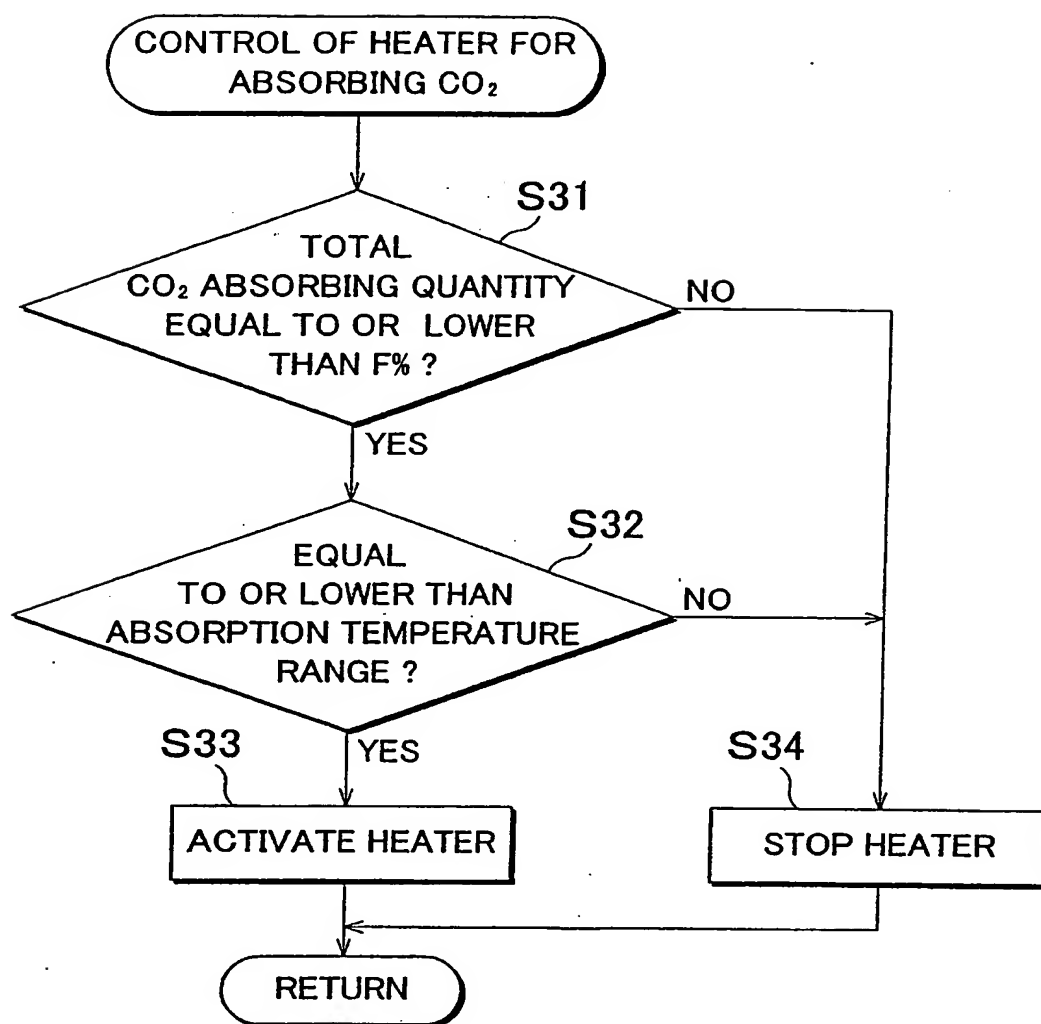 CONTROL OF HEATER FOR
ABSORBING CO₂
S31
TOTAL
CO₂ ABSORBING QUANTITY
EQUAL TO OR LOWER
THAN F% ?
NO
YES
S32
EQUAL
TO OR LOWER THAN
ABSORPTION TEMPERATURE
RANGE ?
NO
YES
S33
ACTIVATE HEATER
S34
STOP HEATER
RETURN